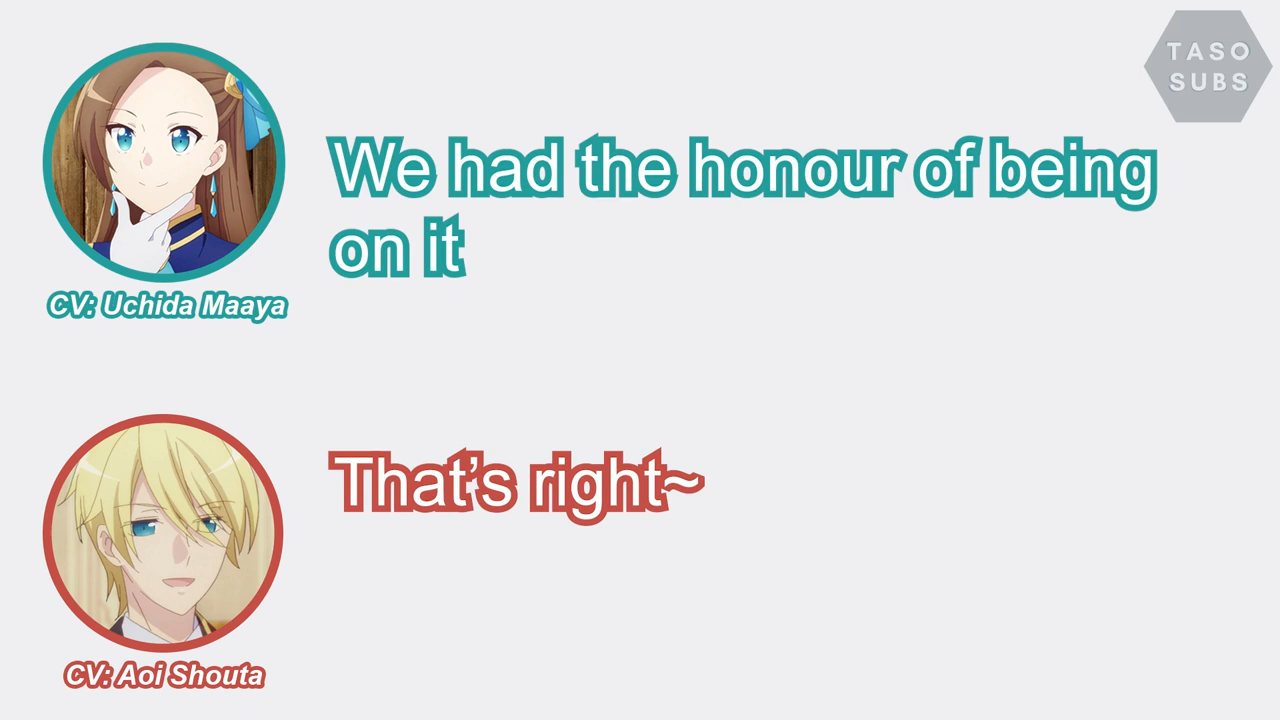 TASO
SUBS
We had the honour of being
on it
CV: Uchida Maaya
That's right~
CV: Aoi Shouta